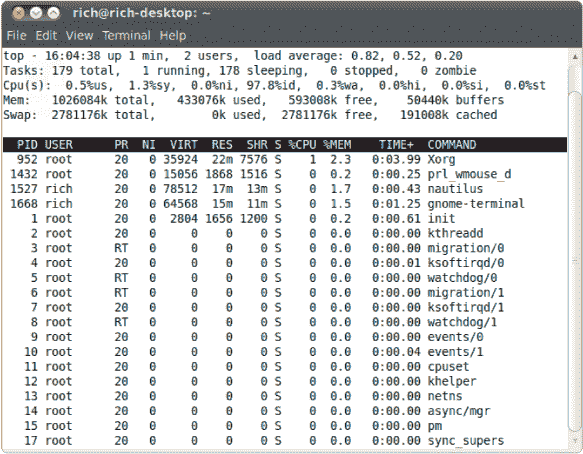 rich@rich-desktop: ~
File Edit View Terminal Help
top - 16:04:38 up 1 min,  2 users,  load average: 0.82, 0.52, 0.20
Tasks: 179 total,   1 running, 178 sleeping,   0 stopped,   0 zombie
Cpu(s):  0.5%us,  1.3%sy,  0.0%ni, 97.8%id,  0.3%wa,  0.0%hi,  0.0%si,  0.0%st
Mem:   1026084k total,   433076k used,   593008k free,    50440k buffers
Swap:  2781176k total,        0k used,  2781176k free,   191008k cached
PID USER PR NI VIRT RES SHR S %CPU %MEM TIME+ COMMAND
952 root 20 0 35924 22m 7576 S 1 2.3 0:03.99 Xorg
1432 root 20 0 15056 1868 1516 S 0 0.2 0:00.25 prl_wmouse_d
1527 rich 20 0 78512 17m 13m S 0 1.7 0:00.43 nautilus
1668 rich 20 0 64568 15m 11m S 0 1.5 0:01.25 gnome-terminal
1 root 20 0 2804 1656 1200 S 0 0.2 0:00.61 init
2 root 20 0 0 0 0 S 0 0.0 0:00.00 kthreadd
3 root RT 0 0 0 0 S 0 0.0 0:00.00 migration/0
4 root 20 0 0 0 0 S 0 0.0 0:00.01 ksoftirqd/0
5 root RT 0 0 0 0 S 0 0.0 0:00.00 watchdog/0
6 root RT 0 0 0 0 S 0 0.0 0:00.00 migration/1
7 root 20 0 0 0 0 S 0 0.0 0:00.00 ksoftirqd/1
8 root RT 0 0 0 0 S 0 0.0 0:00.00 watchdog/1
9 root 20 0 0 0 0 S 0 0.0 0:00.00 events/0
10 root 20 0 0 0 0 S 0 0.0 0:00.04 events/1
11 root 20 0 0 0 0 S 0 0.0 0:00.00 cpuset
12 root 20 0 0 0 0 S 0 0.0 0:00.00 khelper
13 root 20 0 0 0 0 S 0 0.0 0:00.00 netns
14 root 20 0 0 0 0 S 0 0.0 0:00.00 async/mgr
15 root 20 0 0 0 0 S 0 0.0 0:00.00 pm
17 root 20 0 0 0 0 S 0 0.0 0:00.00 sync_supers